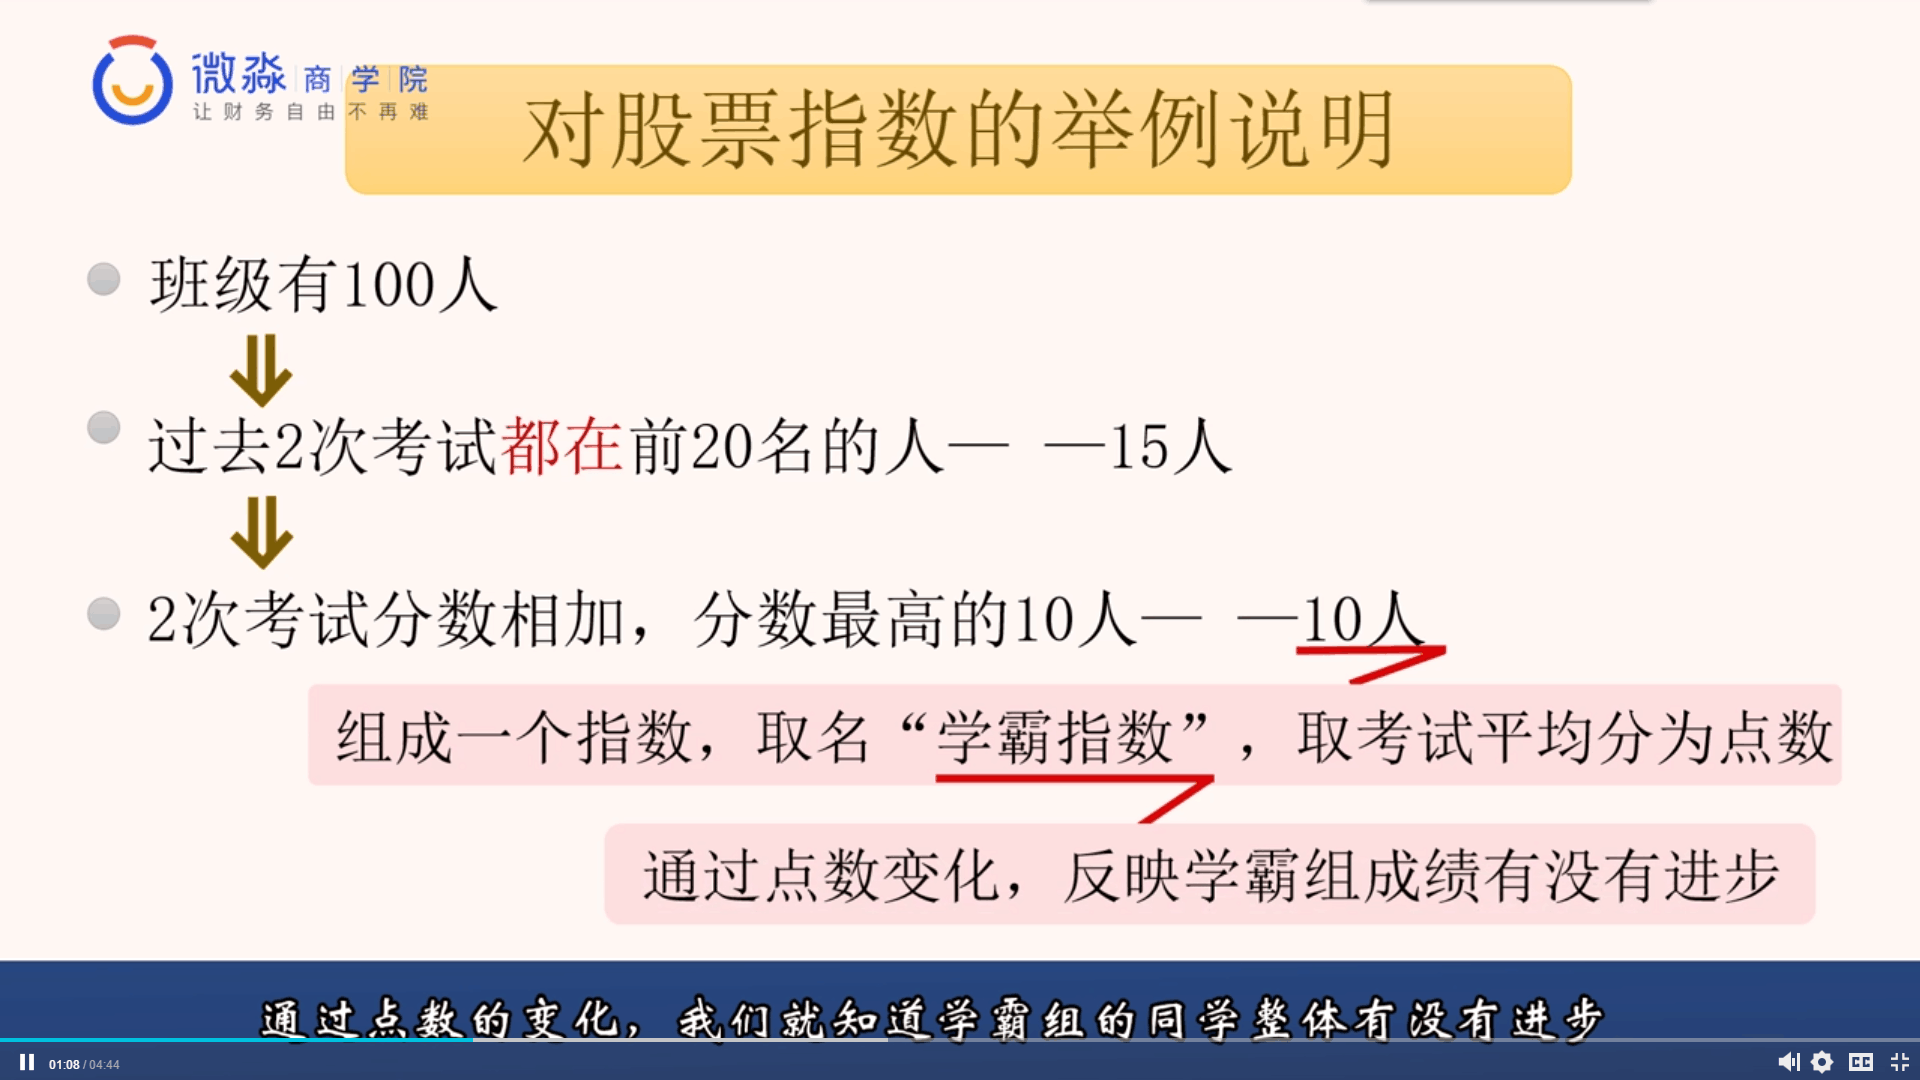 微淼商学院
让财务自由不再难
对股票指数的举例说明
班级有100人
过去2次考试都在前20名的人— —15人
2次考试分数相加，分数最高的10人— —10人
组成一个指数，取名“学霸指数”，取考试平均分为点数
通过点数变化，反映学霸组成绩有没有进步
通过点数的变化，我们就知道学霸组的同学整体有没有进步
01:08 / 04:44
CC